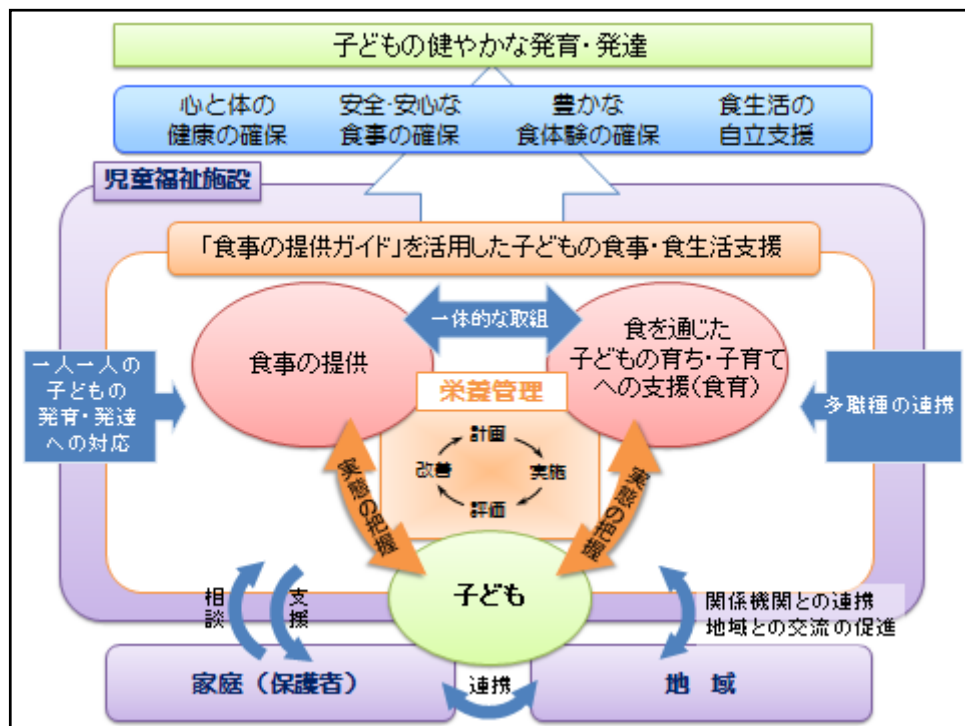 子どもの健やかな発育・発達
心と体の
健康の確保
安全・安心な
食事の確保
豊かな
食体験の確保
食生活の
自立支援
児童福祉施設
「食事の提供ガイド」を活用した子どもの食事・食生活支援
一体的な取組
食事の提供
食を通じた
子どもの育ち・子育て
への支援(食育)
一人一人の
子どもの
発育・発達
への対応
多職種の連携
栄養管理
計画
改善
実施
評価
実態の把握
実態の把握
子ども
相談
支援
関係機関との連携
地域との交流の促進
家庭(保護者)
連携
地 域